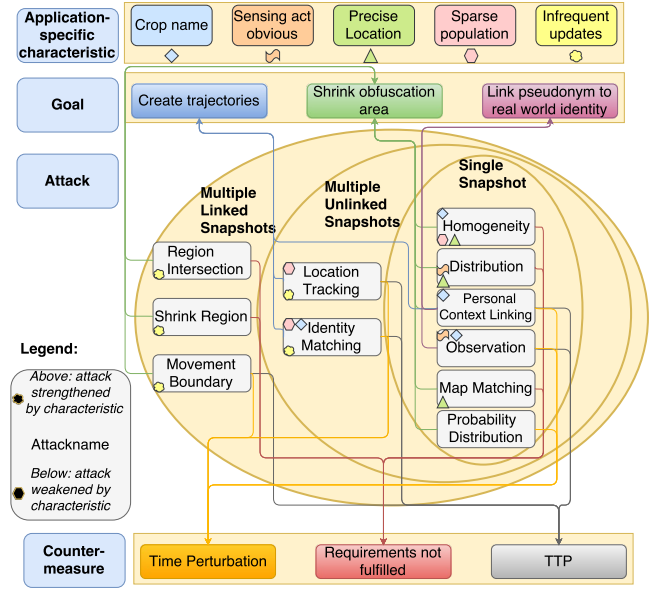 Application-
specific
characteristic
Crop name
Sensing act
obvious
Precise
Location
Sparse
population
Infrequent
updates
Goal
Create trajectories
Shrink obfuscation
area
Link pseudonym to
real world identity
Attack
Multiple
Linked
Snapshots
Multiple
Unlinked
Snapshots
Single
Snapshot
Region
Intersection
Shrink Region
Movement
Boundary
Location
Tracking
Identity
Matching
Homogeneity
Distribution
Personal
Context Linking
Observation
Map Matching
Probability
Distribution
Legend:
Above: attack
strengthened
by characteristic
Attackname
Below: attack
weakened by
characteristic
Counter-
measure
Time Perturbation
Requirements not
fulfilled
TTP